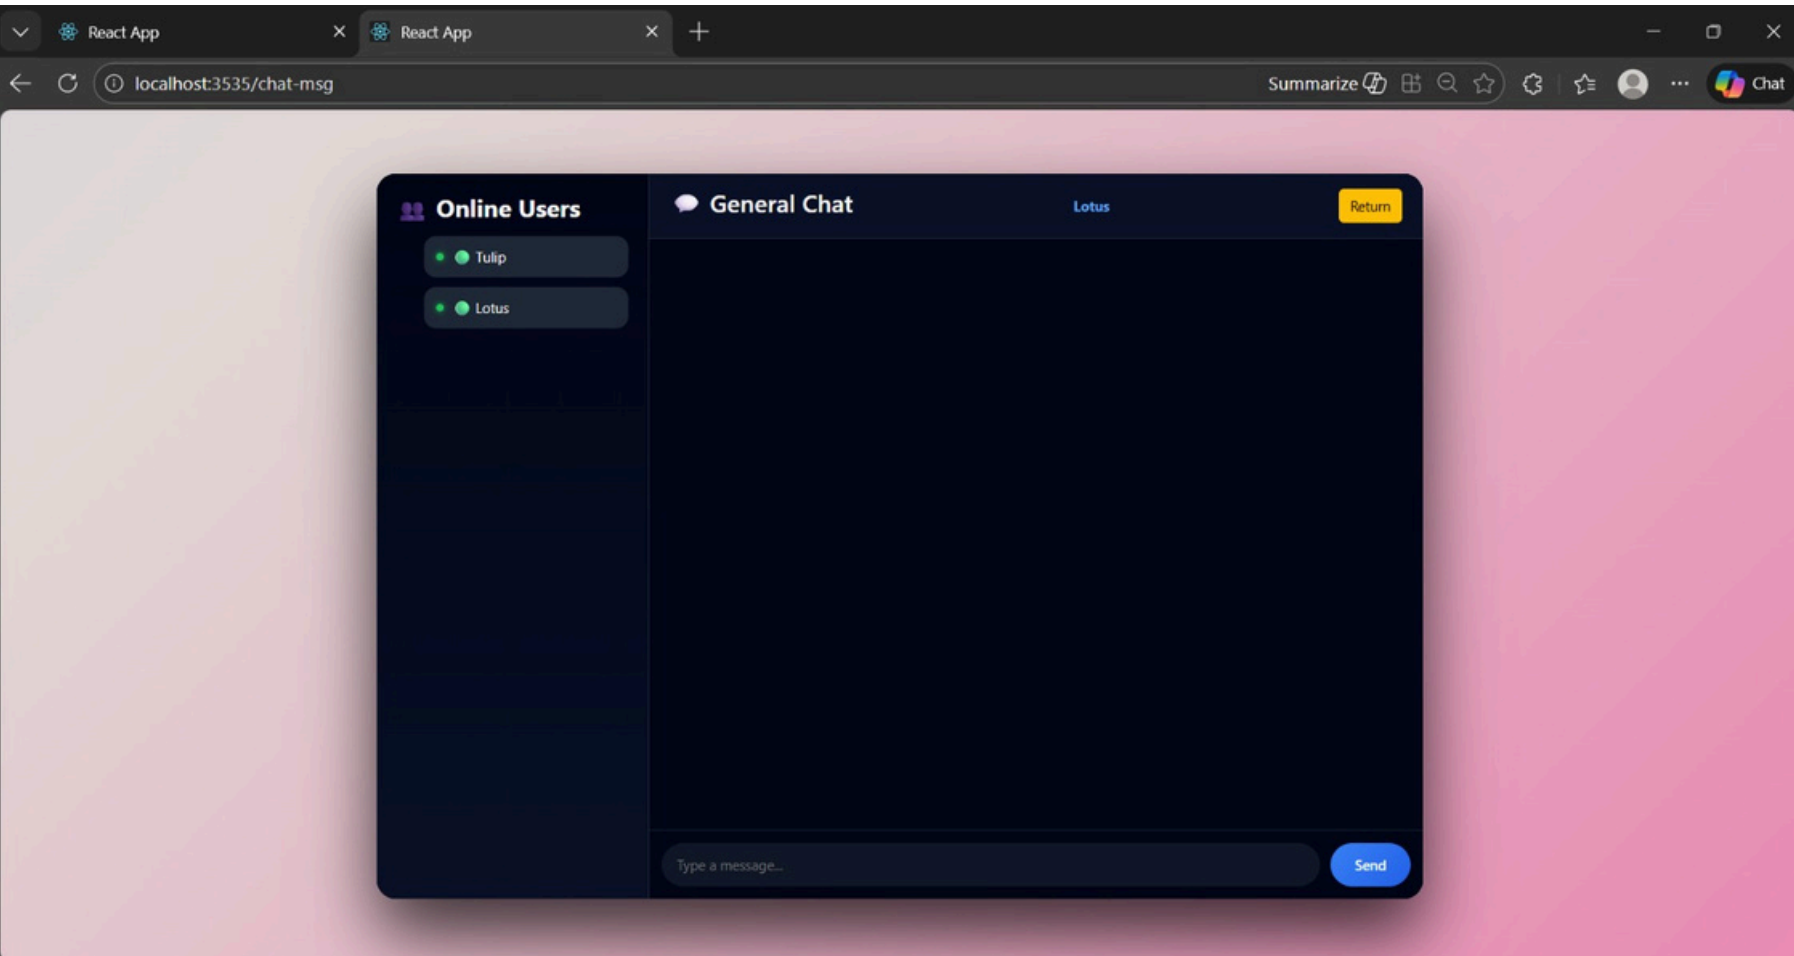 React App
React App
localhost:3535/chat-msg
Summarize
Chat
Online Users
Tulip
Lotus
General Chat
Lotus
Return
Type a message...
Send